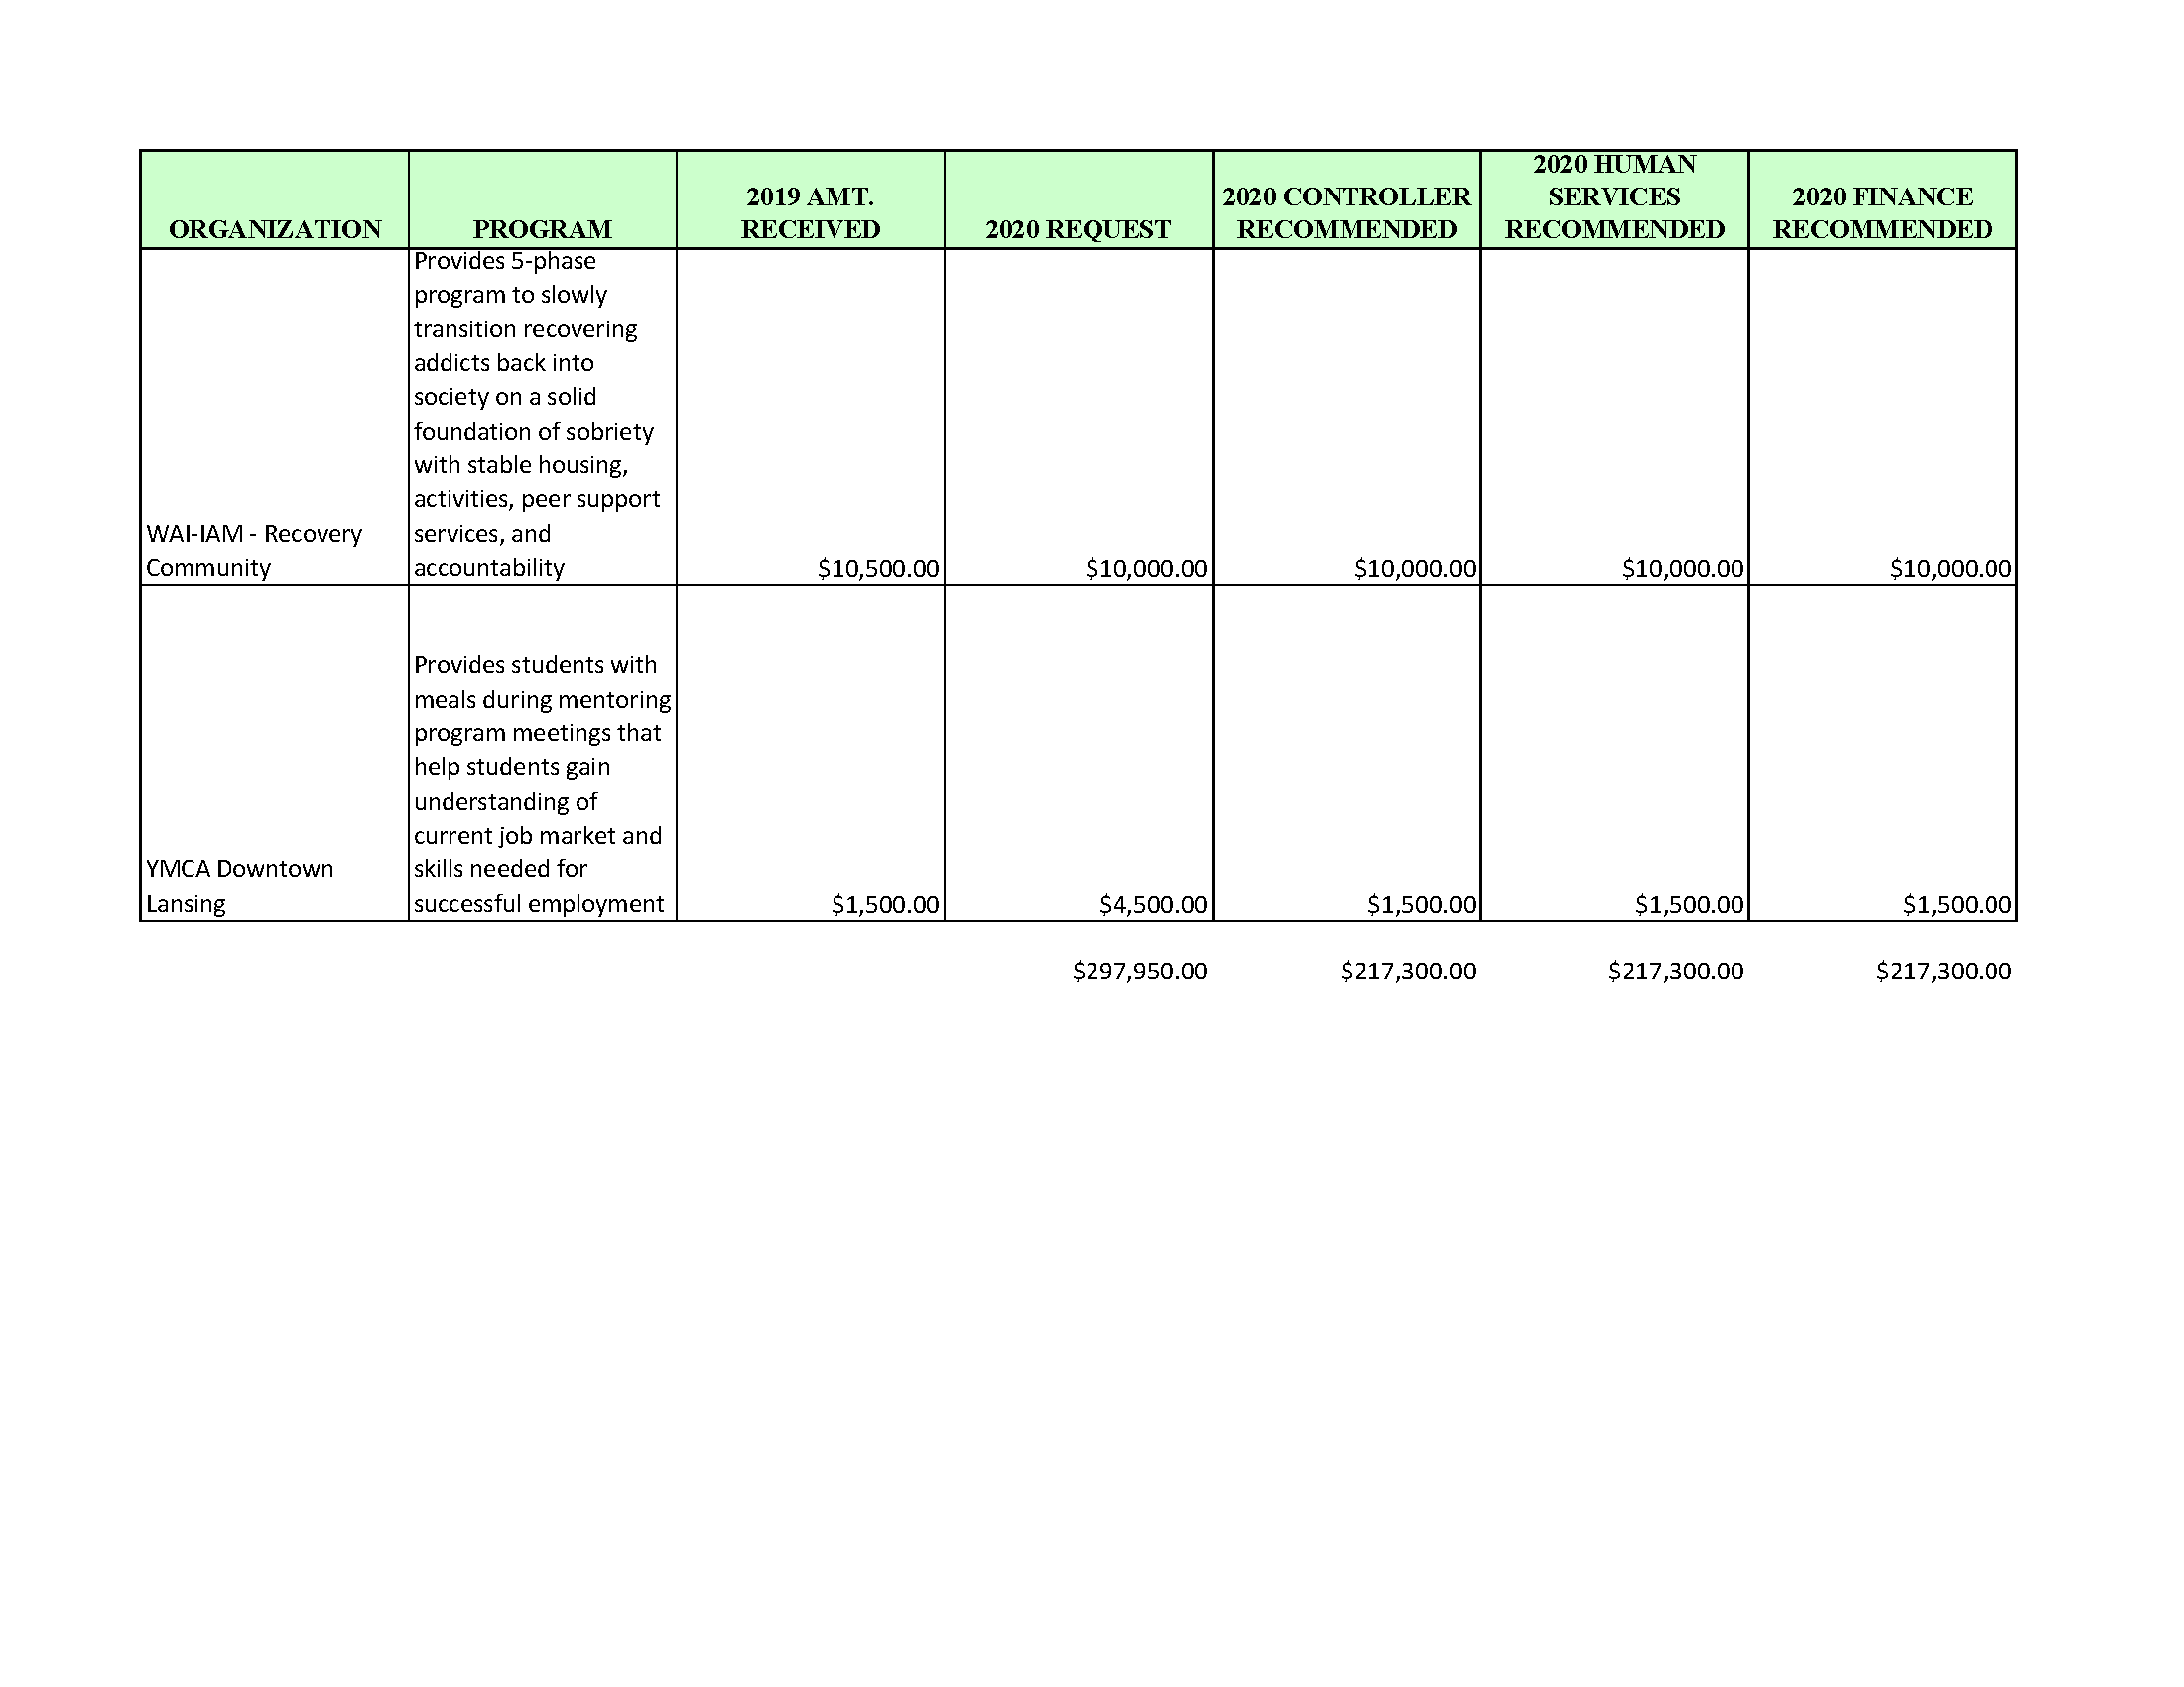 ORGANIZATION PROGRAM 2019 AMT. RECEIVED 2020 REQUEST 2020 CONTROLLER RECOMMENDED 2020 HUMAN SERVICES RECOMMENDED 2020 FINANCE RECOMMENDED
WAI-IAM - Recovery
Community
Provides 5-phase
program to slowly
transition recovering
addicts back into
society on a solid
foundation of sobriety
with stable housing,
activities, peer support
services, and
accountability
$10,500.00 $10,000.00 $10,000.00 $10,000.00 $10,000.00
YMCA Downtown
Lansing
Provides students with
meals during mentoring
program meetings that
help students gain
understanding of
current job market and
skills needed for
successful employment
$1,500.00 $4,500.00 $1,500.00 $1,500.00 $1,500.00
$297,950.00 $217,300.00 $217,300.00 $217,300.00